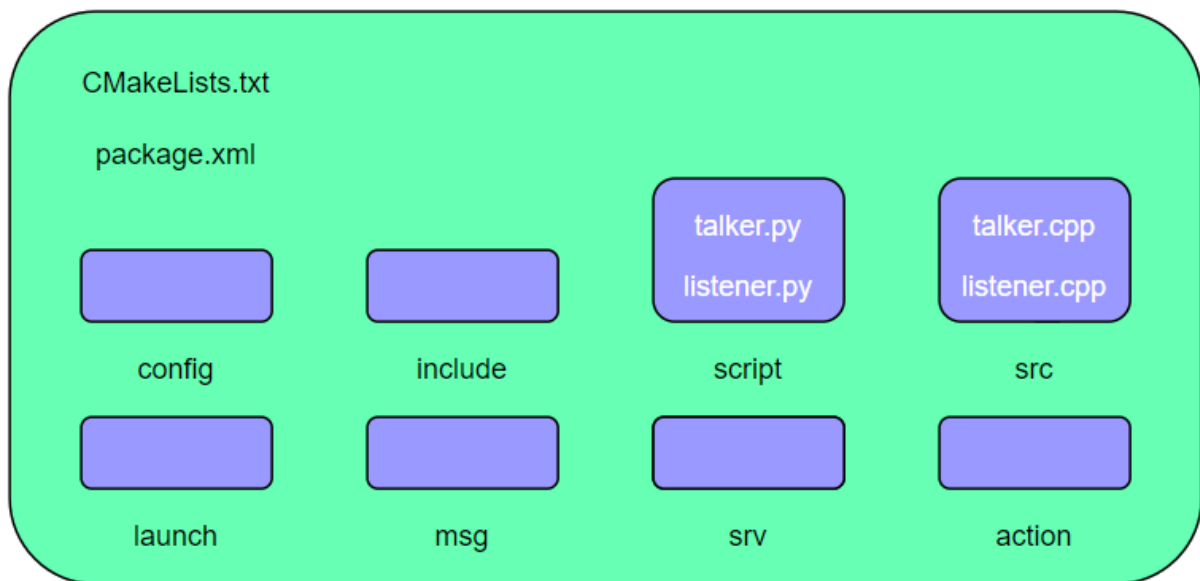 CMakeLists.txt
package.xml
talker.py
listener.py
talker.cpp
listener.cpp
config
include
script
src
launch
msg
srv
action